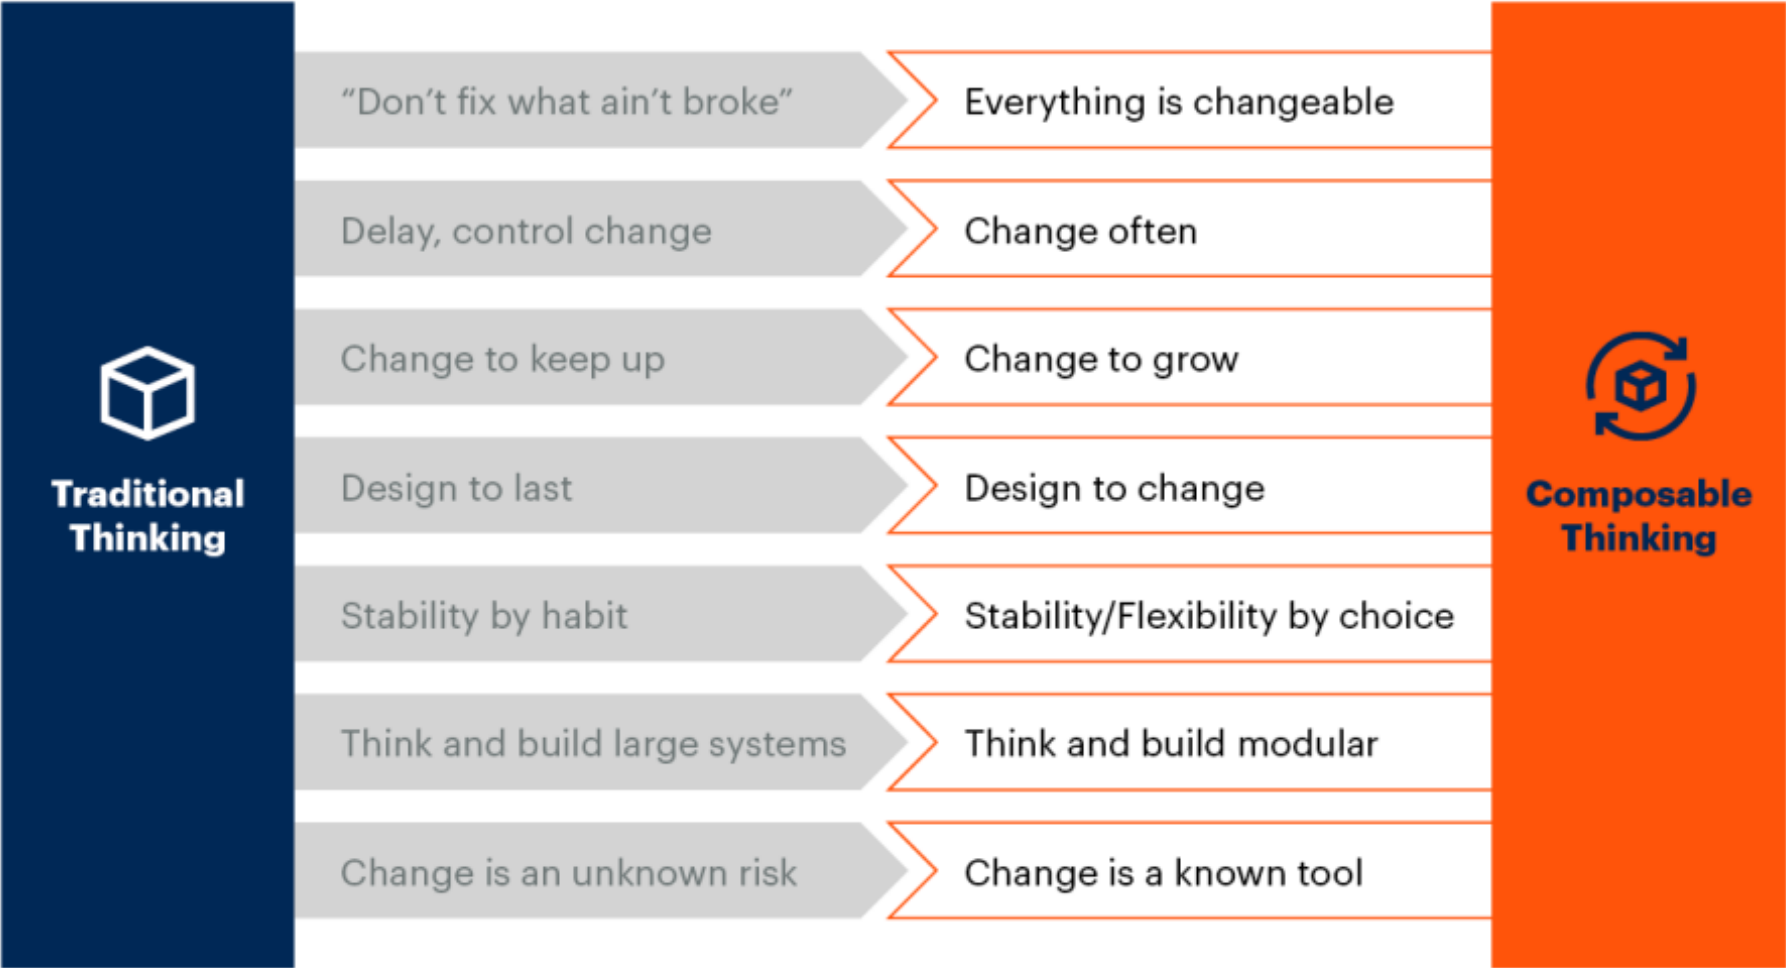 “Don’t fix what ain’t broke”
Everything is changeable
Delay, control change
Change often
Change to keep up
Change to grow
Design to last
Design to change
Traditional
Thinking
Composable
Thinking
Stability by habit
Stability/Flexibility by choice
Think and build large systems
Think and build modular
Change is an unknown risk
Change is a known tool